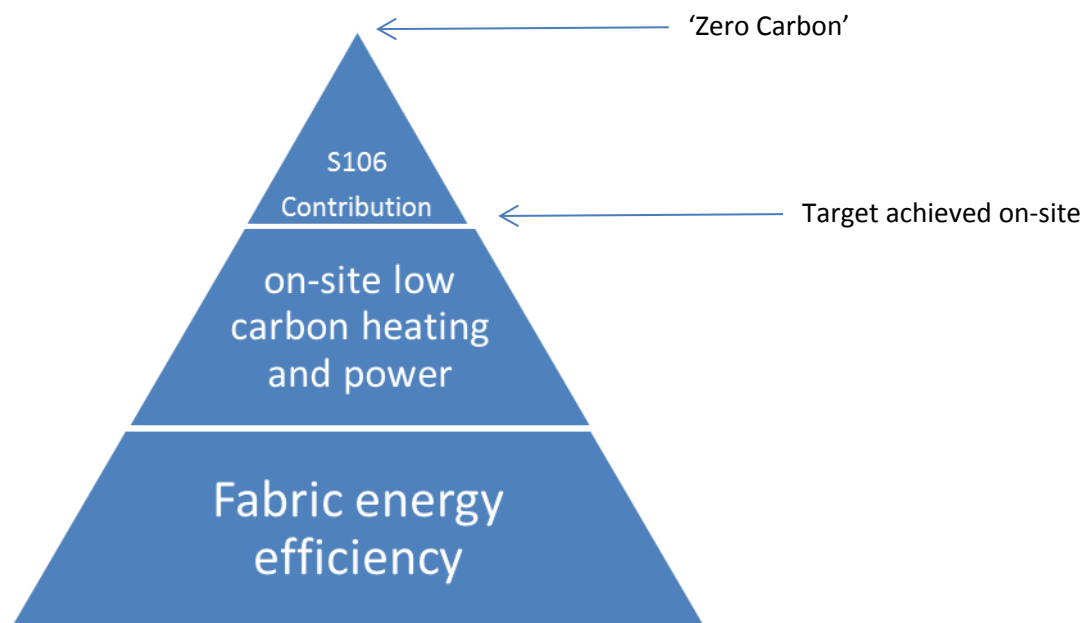 ‘Zero Carbon’
S106
Contribution
Target achieved on-site
on-site low
carbon heating
and power
Fabric energy
efficiency